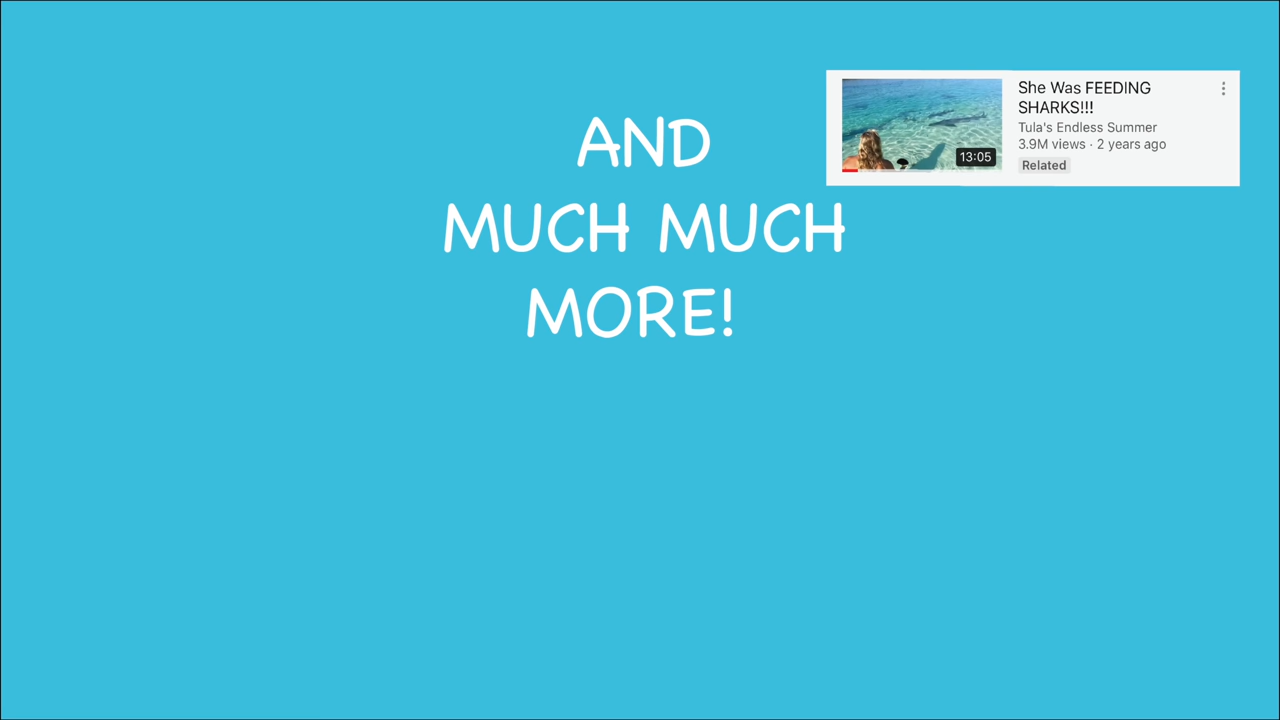 AND
MUCH MUCH
MORE!
She Was FEEDING
SHARKS!!!
Tula's Endless Summer
3.9M views · 2 years ago
Related
13:05